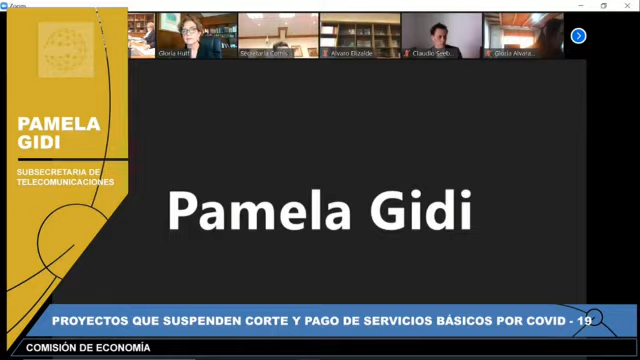 Zoom
Gloria Hutt
Secretaria Comis...
Alvaro Elizalde
Claudio Seeb...
Gloria Alvara...
PAMELA
GIDI
SUBSECRETARIA DE
TELECOMUNICACIONES
Pamela Gidi
PROYECTOS QUE SUSPENDEN CORTE Y PAGO DE SERVICIOS BÁSICOS POR COVID - 19
COMISIÓN DE ECONOMÍA